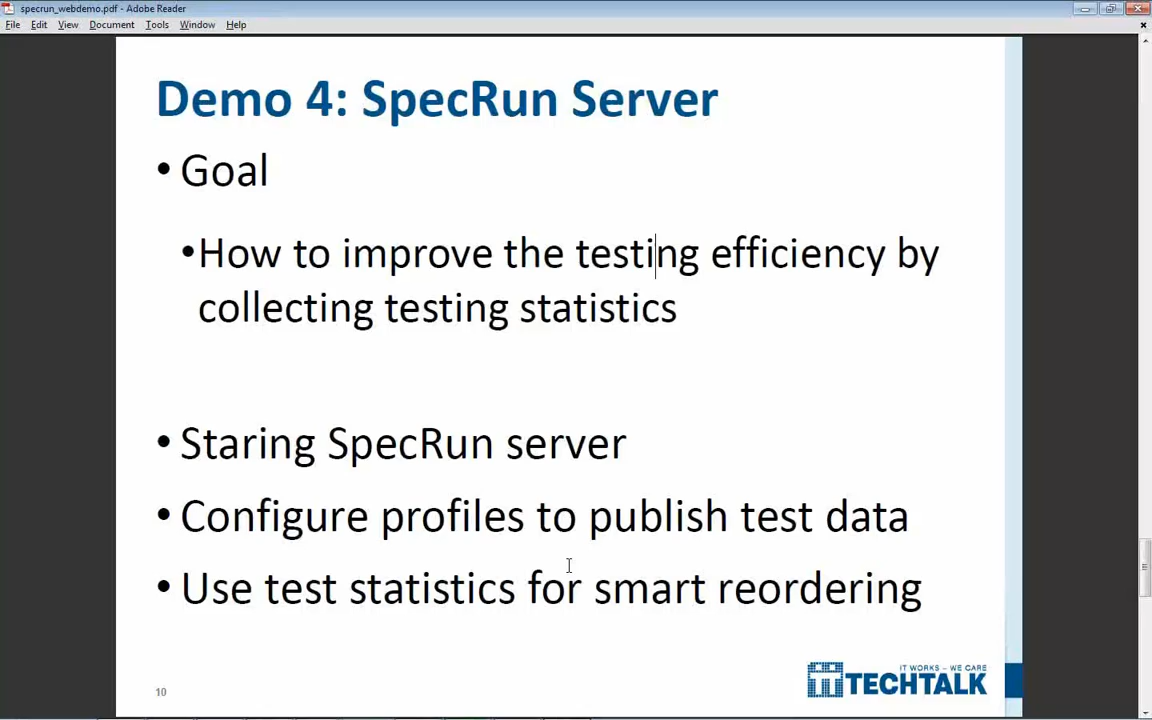 specrun_webdemo.pdf - Adobe Reader
File Edit View Document Tools Window Help
Demo 4: SpecRun Server
• Goal
•How to improve the testing efficiency by
collecting testing statistics
• Staring SpecRun server
• Configure profiles to publish test data
• Use test statistics for smart reordering
IT WORKS – WE CARE
TECHTALK
10